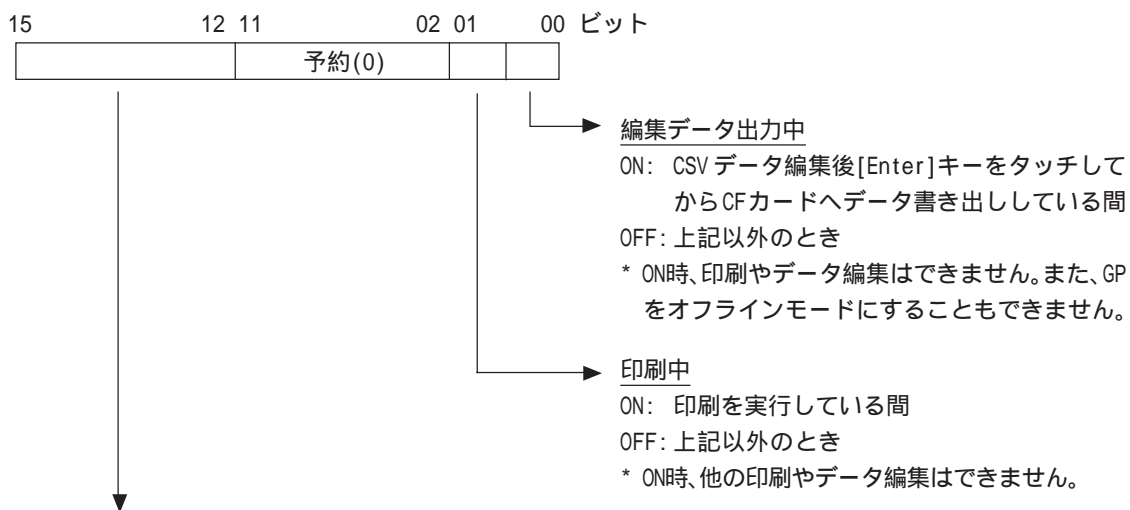 15 12 11 02 01 00 ビット
予約(0)
編集データ出力中
ON: CSVデータ編集後[Enter]キーをタッチして
からCFカードへデータ書き出ししている間
OFF:上記以外のとき
* ON時、印刷やデータ編集はできません。また、GP
をオフラインモードにすることもできません。
印刷中
ON: 印刷を実行している間
OFF:上記以外のとき
* ON時、他の印刷やデータ編集はできません。